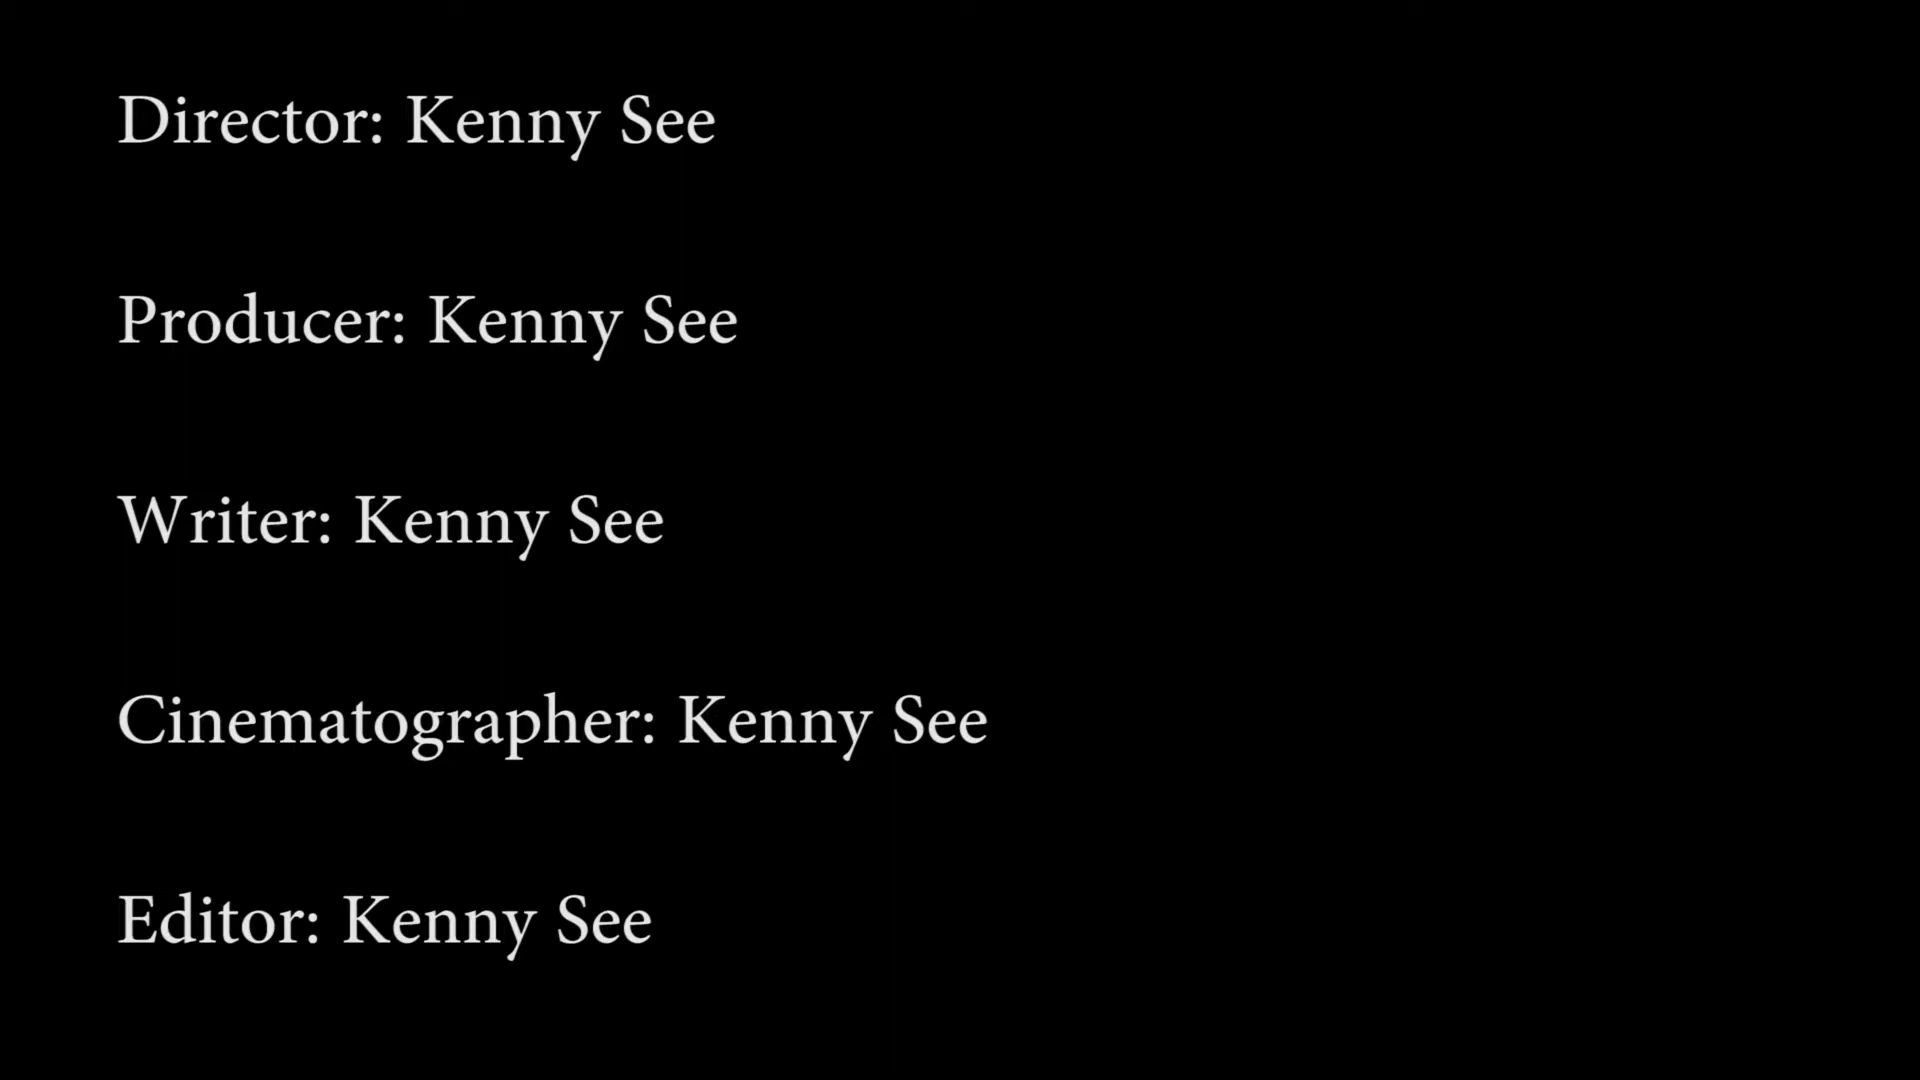 Director: Kenny See
Producer: Kenny See
Writer: Kenny See
Cinematographer: Kenny See
Editor: Kenny See